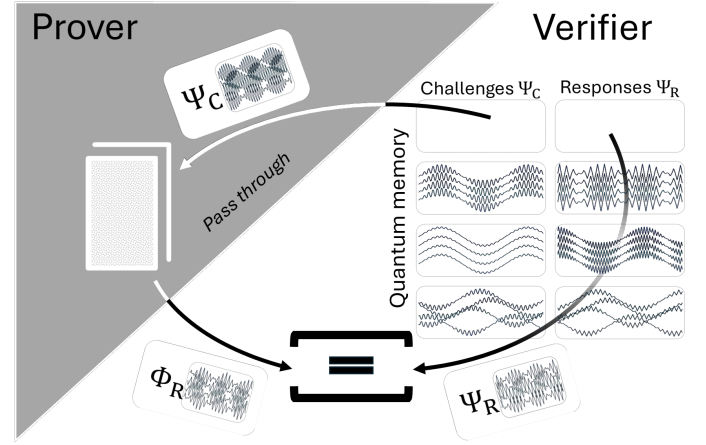 Prover
Verifier
Ψ_C
Challenges Ψ_C
Responses Ψ_R
Pass through
Quantum memory
=
Φ_R
Ψ_R